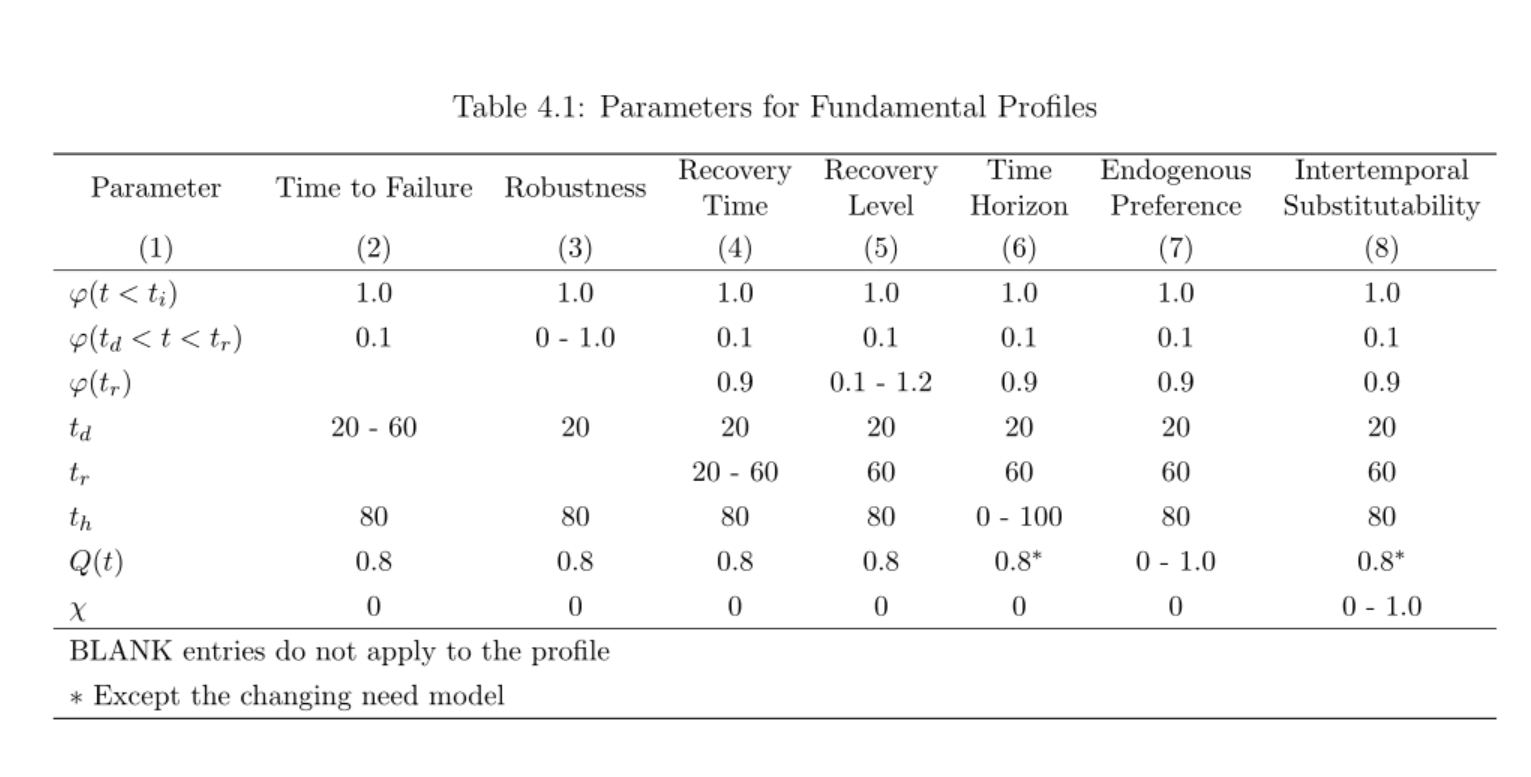 Table 4.1: Parameters for Fundamental Profiles
Parameter Time to Failure Robustness Recovery Time Recovery Level Time Horizon Endogenous Preference Intertemporal Substitutability
(1) (2) (3) (4) (5) (6) (7) (8)
φ(t < tᵢ) 1.0 1.0 1.0 1.0 1.0 1.0 1.0
φ(t_d < t < t_r) 0.1 0 - 1.0 0.1 0.1 0.1 0.1 0.1
φ(t_r) 0.9 0.1 - 1.2 0.9 0.9 0.9
t_d 20 - 60 20 20 20 20 20 20
t_r 20 - 60 60 60 60 60
t_h 80 80 80 80 0 - 100 80 80
Q(t) 0.8 0.8 0.8 0.8 0.8* 0 - 1.0 0.8*
χ 0 0 0 0 0 0 0 - 1.0
BLANK entries do not apply to the profile
* Except the changing need model